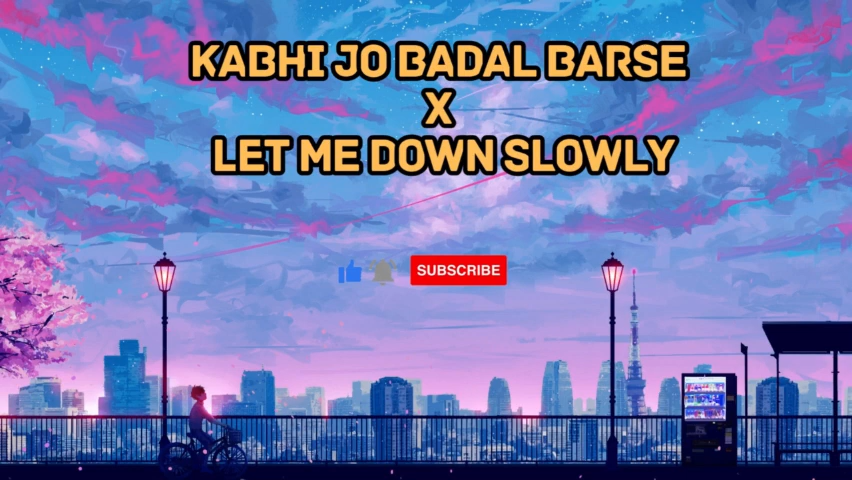 KABHI JO BADAL BARSE
X
LET ME DOWN SLOWLY
SUBSCRIBE